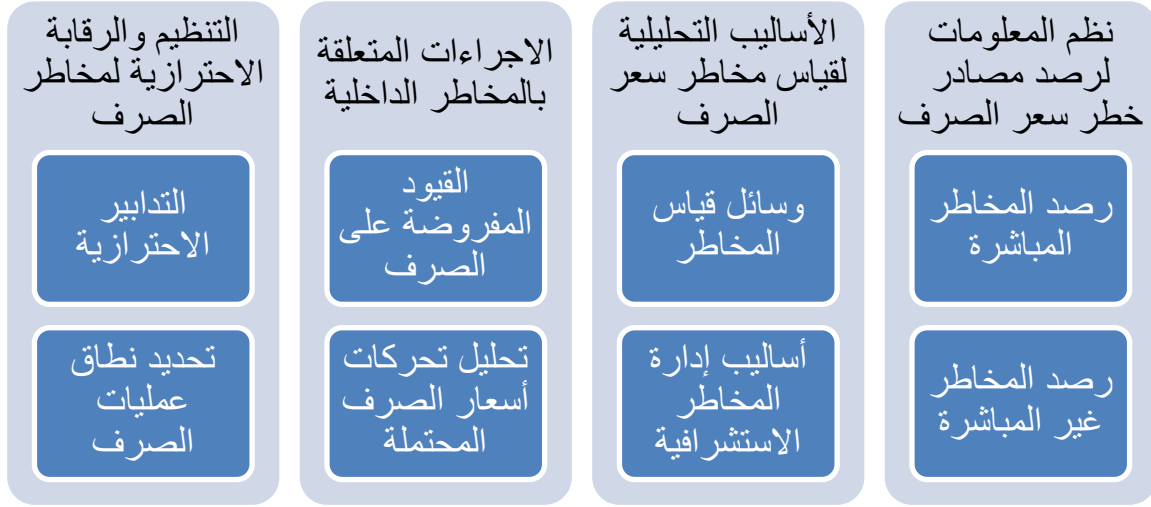 نظم المعلومات
لرصد مصادر
خطر سعر الصرف
رصد المخاطر
المباشرة
رصد المخاطر
غير المباشرة
الأساليب التحليلية
لقياس مخاطر سعر
الصرف
وسائل قياس
المخاطر
أساليب إدارة
المخاطر
الاستشرافية
الاجراءات المتعلقة
بالمخاطر الداخلية
القيود
المفروضة على
الصرف
تحليل تحركات
أسعار الصرف
المحتملة
التنظيم والرقابة
الاحترازية لمخاطر
الصرف
التدابير
الاحترازية
تحديد نطاق
عمليات
الصرف